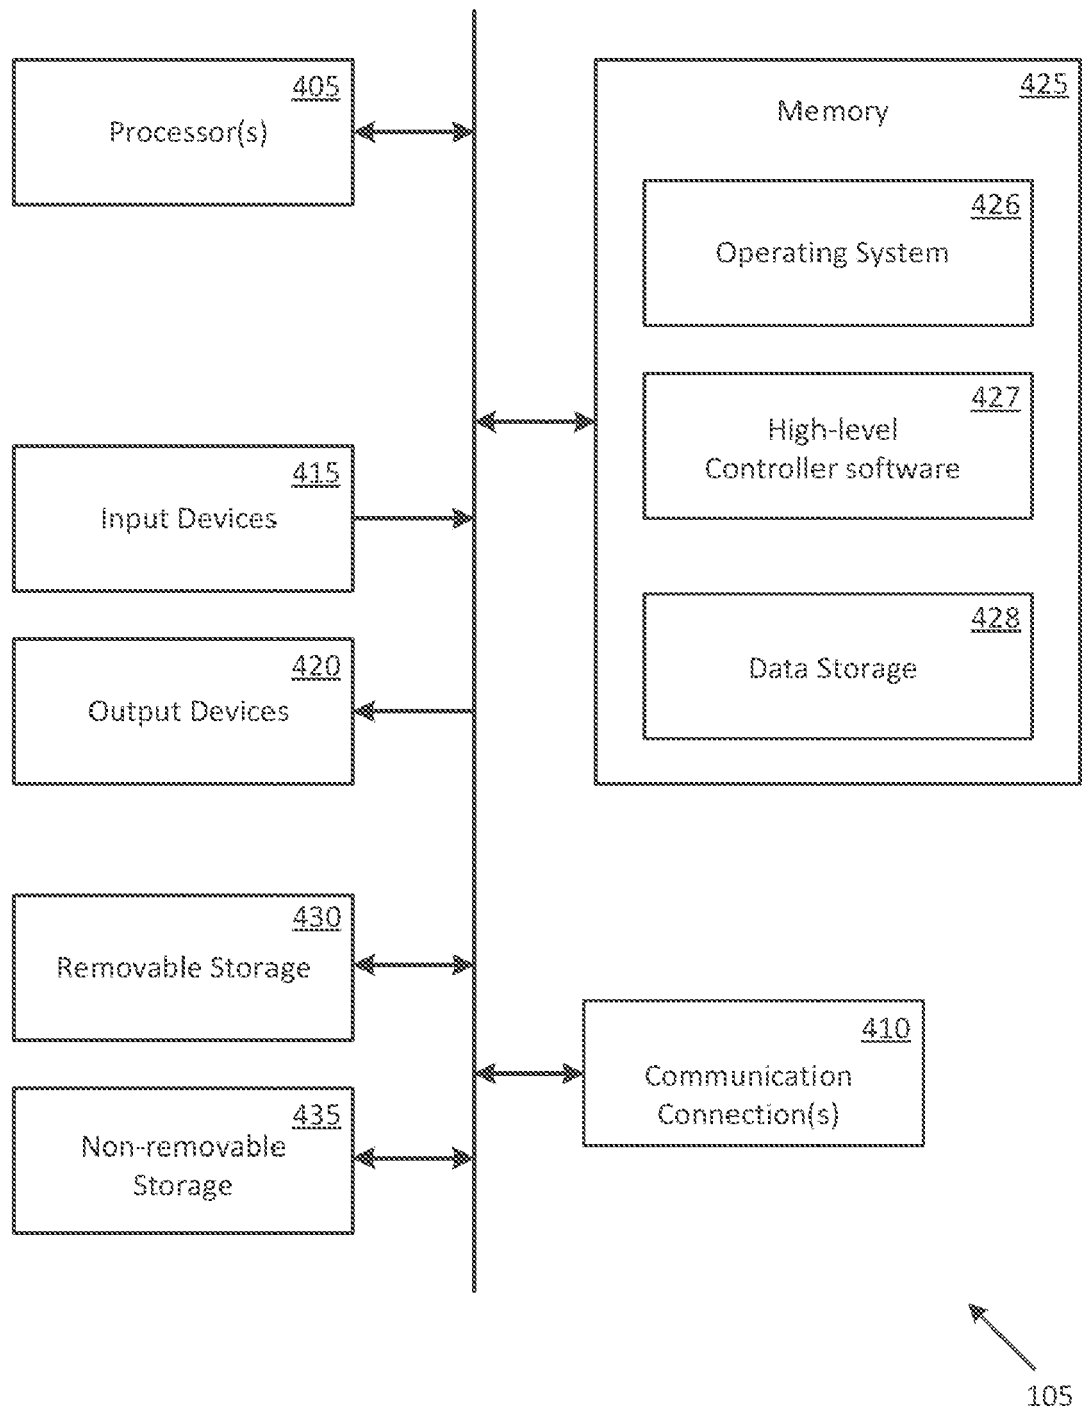 405
Processor(s)
415
Input Devices
420
Output Devices
430
Removable Storage
435
Non-removable
Storage
425
Memory
426
Operating System
427
High-level
Controller software
428
Data Storage
410
Communication
Connection(s)
105